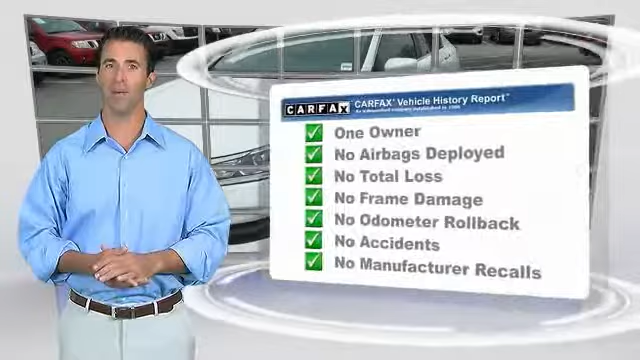 CARFAX CARFAX Vehicle History Report™
One Owner
No Airbags Deployed
No Total Loss
No Frame Damage
No Odometer Rollback
No Accidents
No Manufacturer Recalls